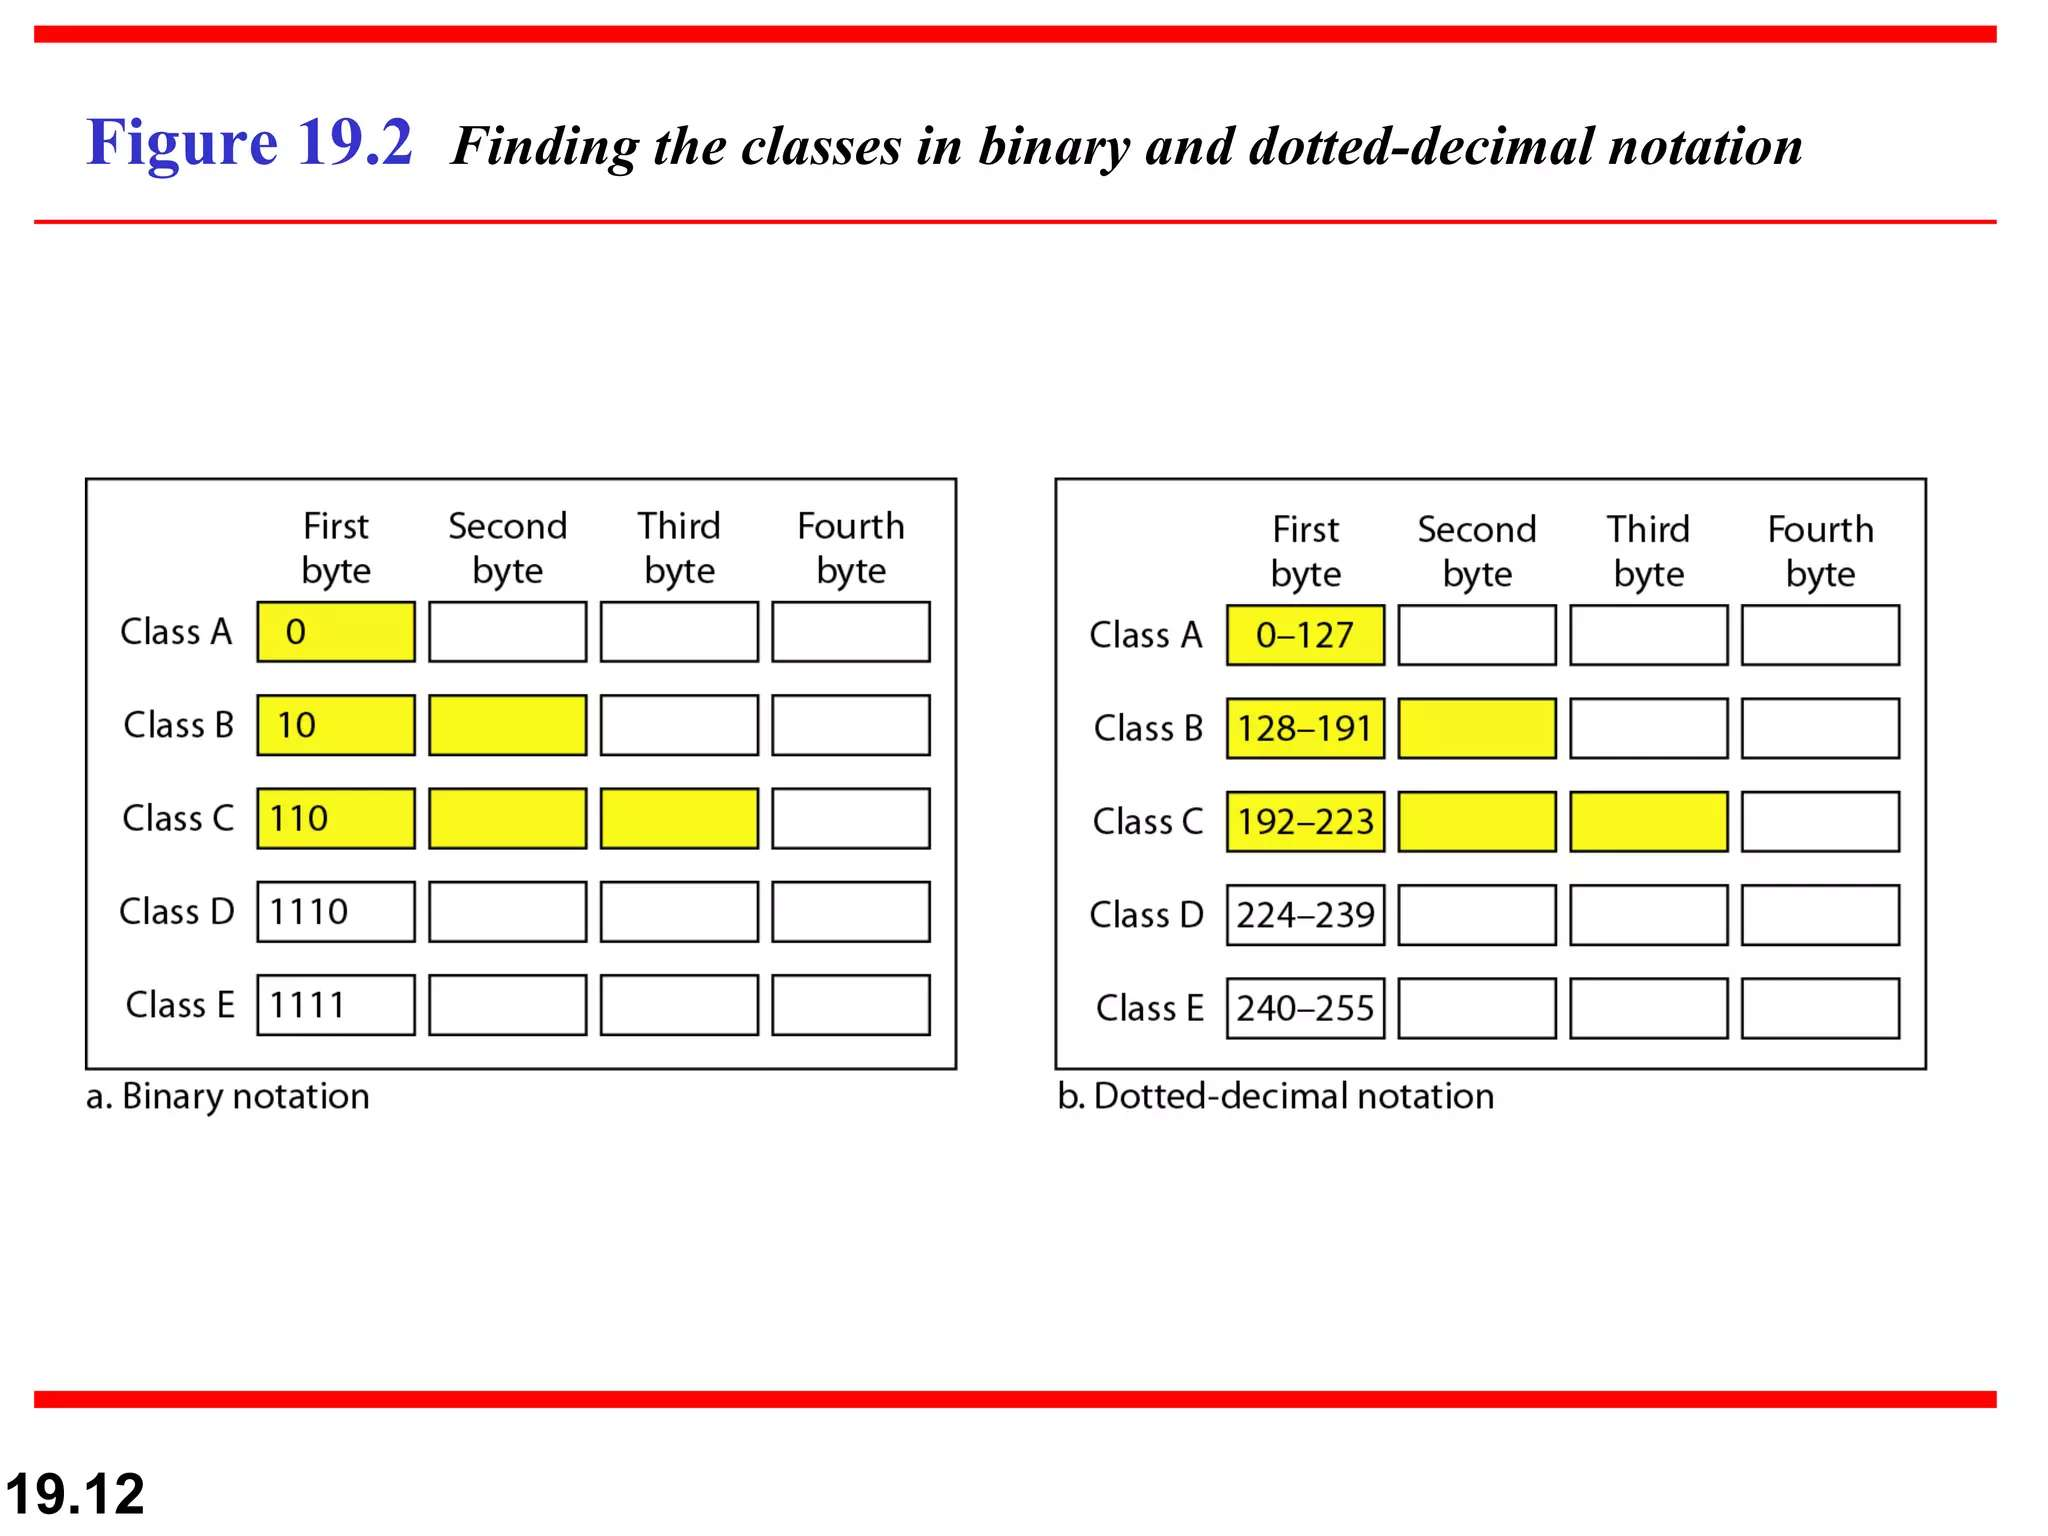 Figure 19.2 Finding the classes in binary and dotted-decimal notation
First Second Third Fourth
byte byte byte byte
Class A 0
Class B 10
Class C 110
Class D 1110
Class E 1111
a. Binary notation
First Second Third Fourth
byte byte byte byte
Class A 0–127
Class B 128–191
Class C 192–223
Class D 224–239
Class E 240–255
b. Dotted-decimal notation
19.12